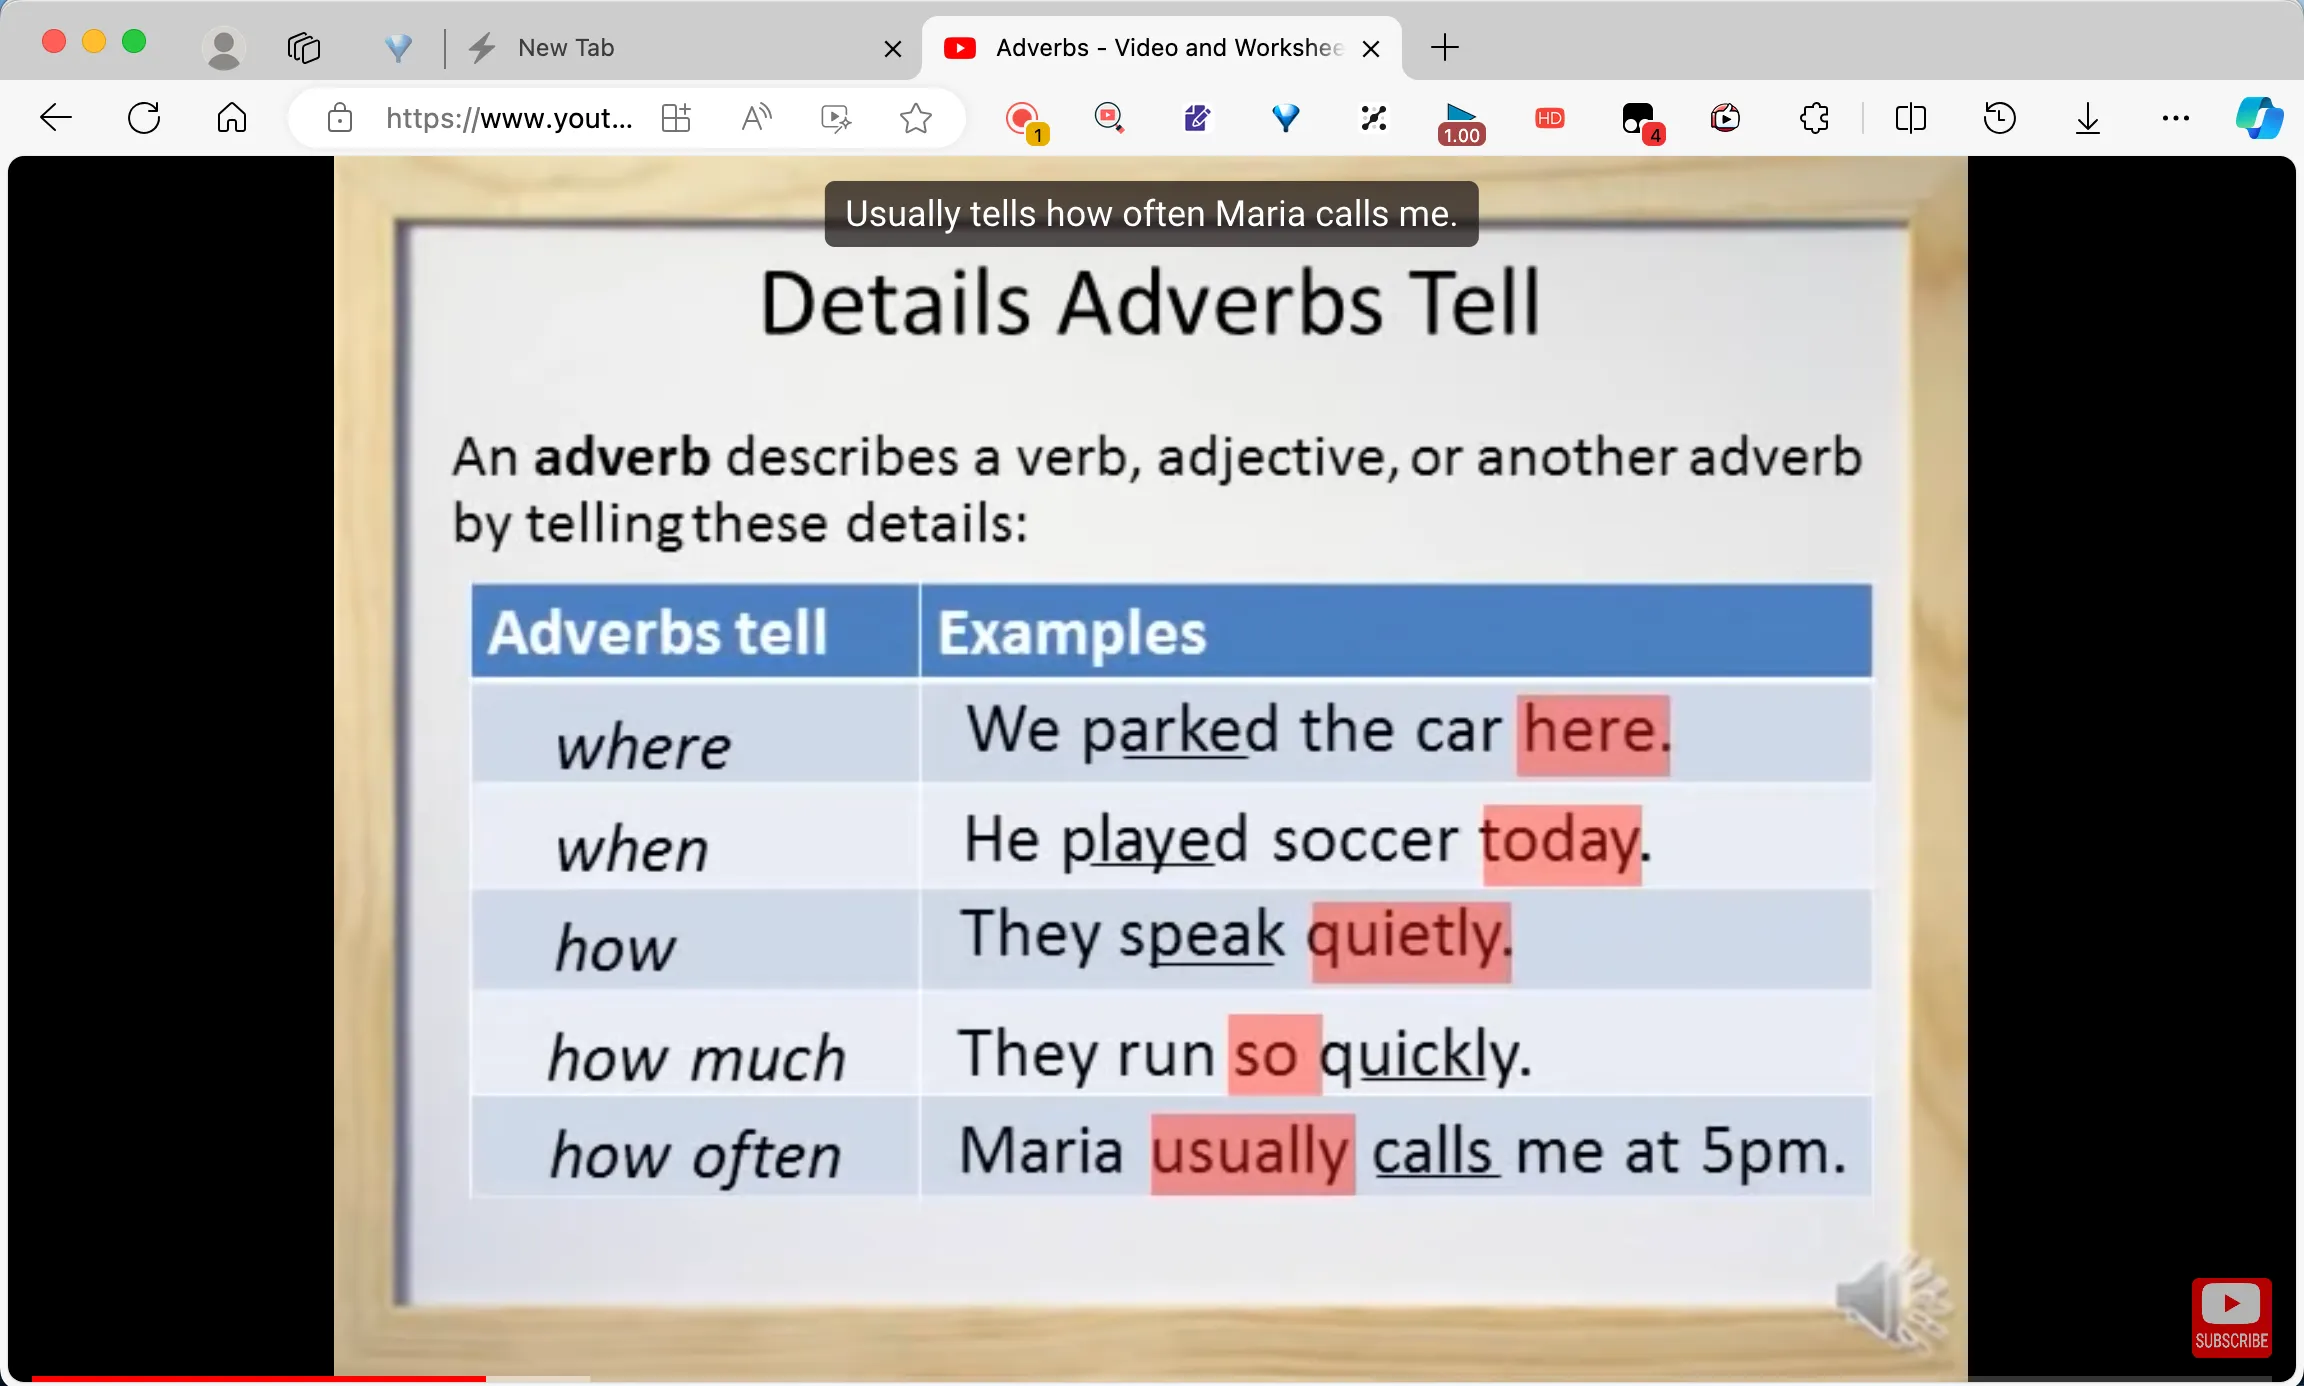 New Tab
Adverbs - Video and Workshee
https://www.yout...
1
1.00
HD
4
Usually tells how often Maria calls me.
Details Adverbs Tell
An adverb describes a verb, adjective, or another adverb
by telling these details:
Adverbs tell Examples
where We parked the car here.
when He played soccer today.
how They speak quietly.
how much They run so quickly.
how often Maria usually calls me at 5pm.
SUBSCRIBE